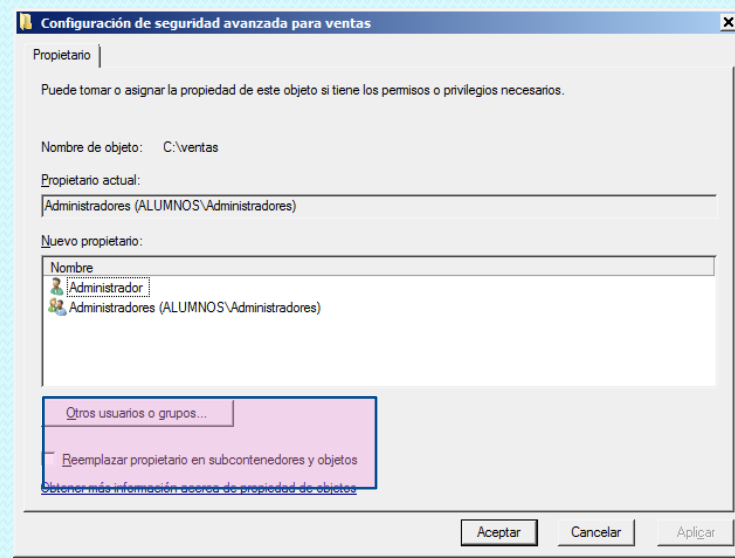 Configuración de seguridad avanzada para ventas
Propietario
Puede tomar o asignar la propiedad de este objeto si tiene los permisos o privilegios necesarios.
Nombre de objeto: C:\ventas
Propietario actual:
Administradores (ALUMNOS\Administradores)
Nuevo propietario:
Nombre
Administrador
Administradores (ALUMNOS\Administradores)
Otros usuarios o grupos...
Reemplazar propietario en subcontenedores y objetos
Obtener más información acerca de propiedad de objetos
Aceptar Cancelar Aplicar